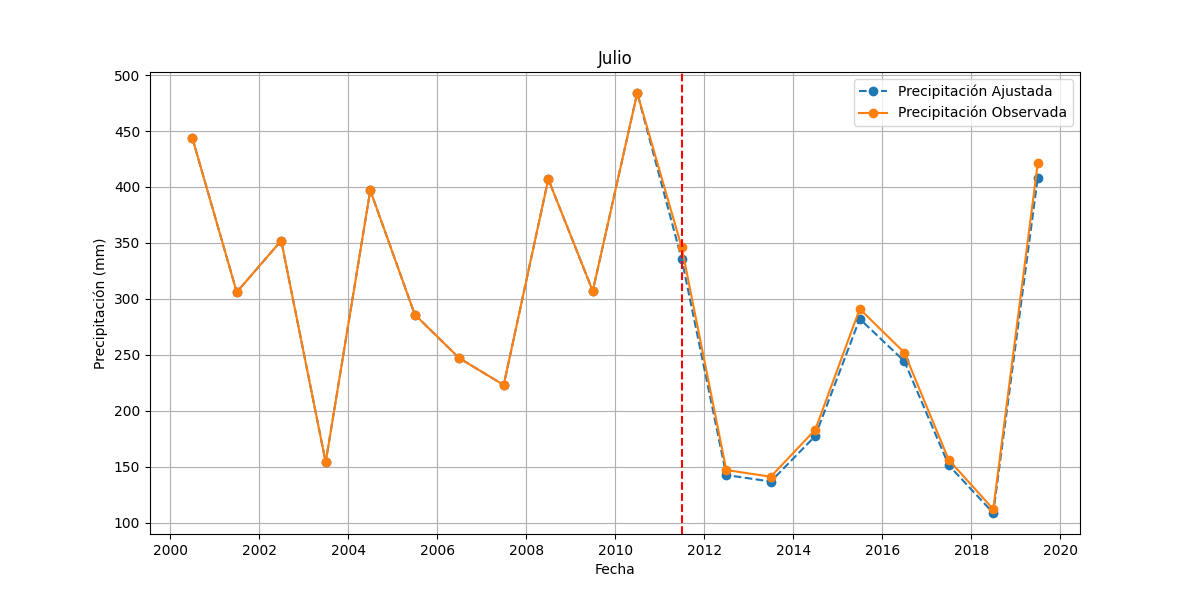 Julio
Precipitación Ajustada
Precipitación Observada
Precipitación (mm)
500
450
400
350
300
250
200
150
100
2000 2002 2004 2006 2008 2010 2012 2014 2016 2018 2020
Fecha